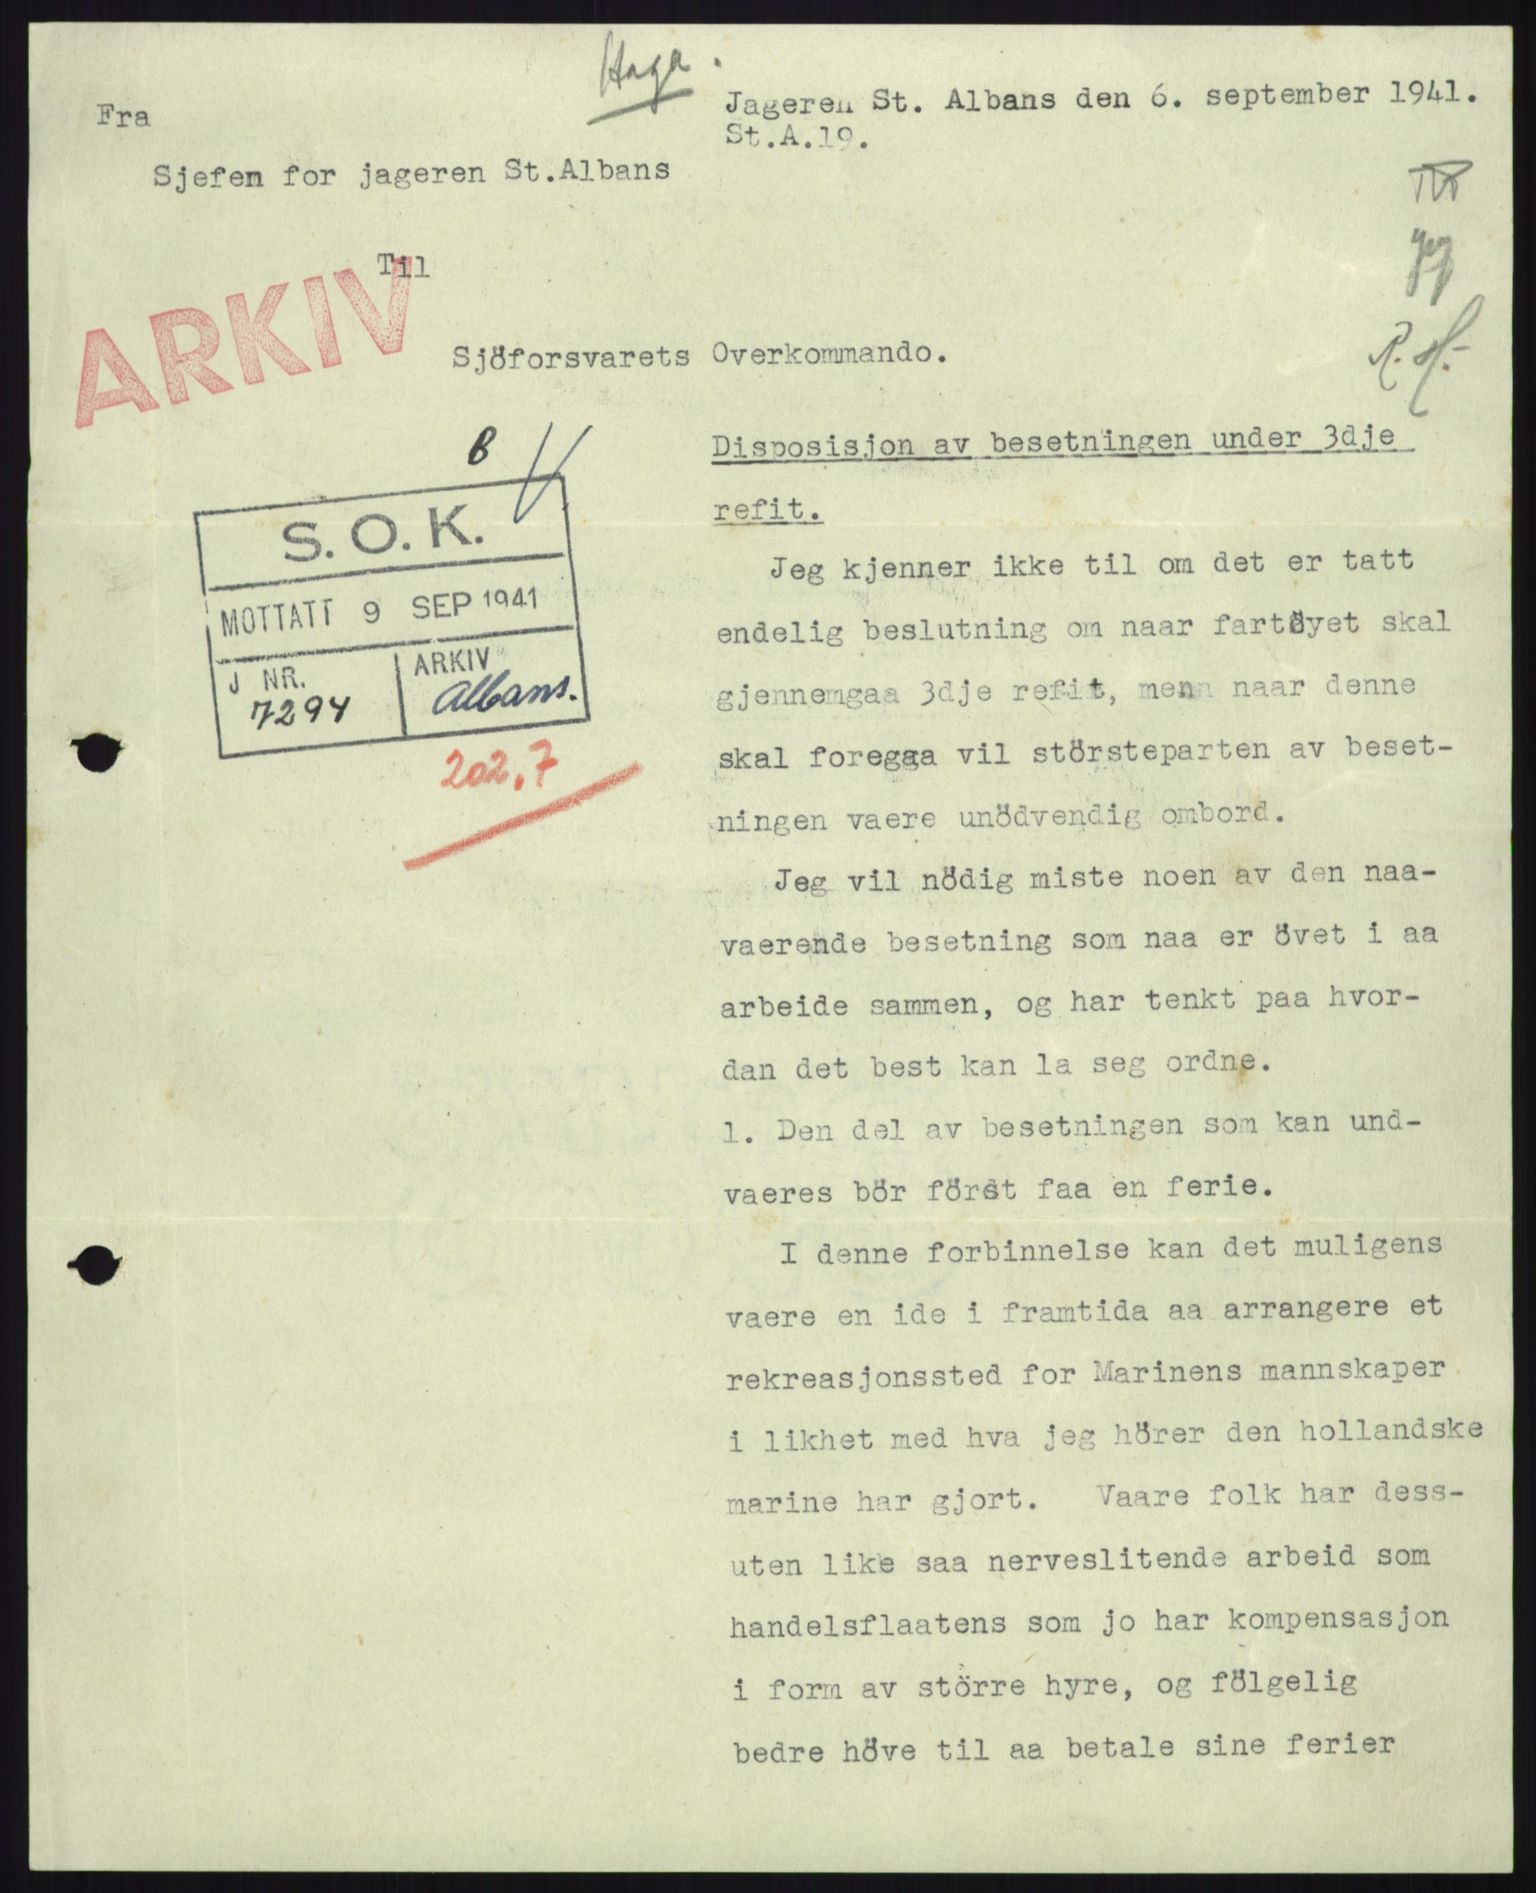 Haga.
Jageren St. Albans den 6. september 1941.
St.A.19.
Fra
Sjefen for jageren St.Albans
Til
ARKIV
Sjöforsvarets Overkommando.
R. H.
B
S.O.K.
MOTTATT 9 SEP 1941
J NR. ARKIV
7294 Albans.
202.7
Disposisjon av besetningen under 3dje
refit.
Jeg kjenner ikke til om det er tatt
endelig beslutning om naar fartöyet skal
gjennemgaa 3dje refit, menn naar denne
skal foregaa vil störsteparten av beset-
ningen vaere unödvendig ombord.
Jeg vil nödig miste noen av den naa-
vaerende besetning som naa er övet i aa
arbeide sammen, og har tenkt paa hvor-
dan det best kan la seg ordne.
1. Den del av besetningen som kan und-
vaeres bör först faa en ferie.
I denne forbinnelse kan det muligens
vaere en ide i framtida aa arrangere et
rekreasjonssted for Marinens mannskaper
i likhet med hva jeg hörer den hollandske
marine har gjort. Vaare folk har dess-
uten like saa nerveslitende arbeid som
handelsflaatens som jo har kompensasjon
i form av större hyre, og fölgelig
bedre höve til aa betale sine ferier